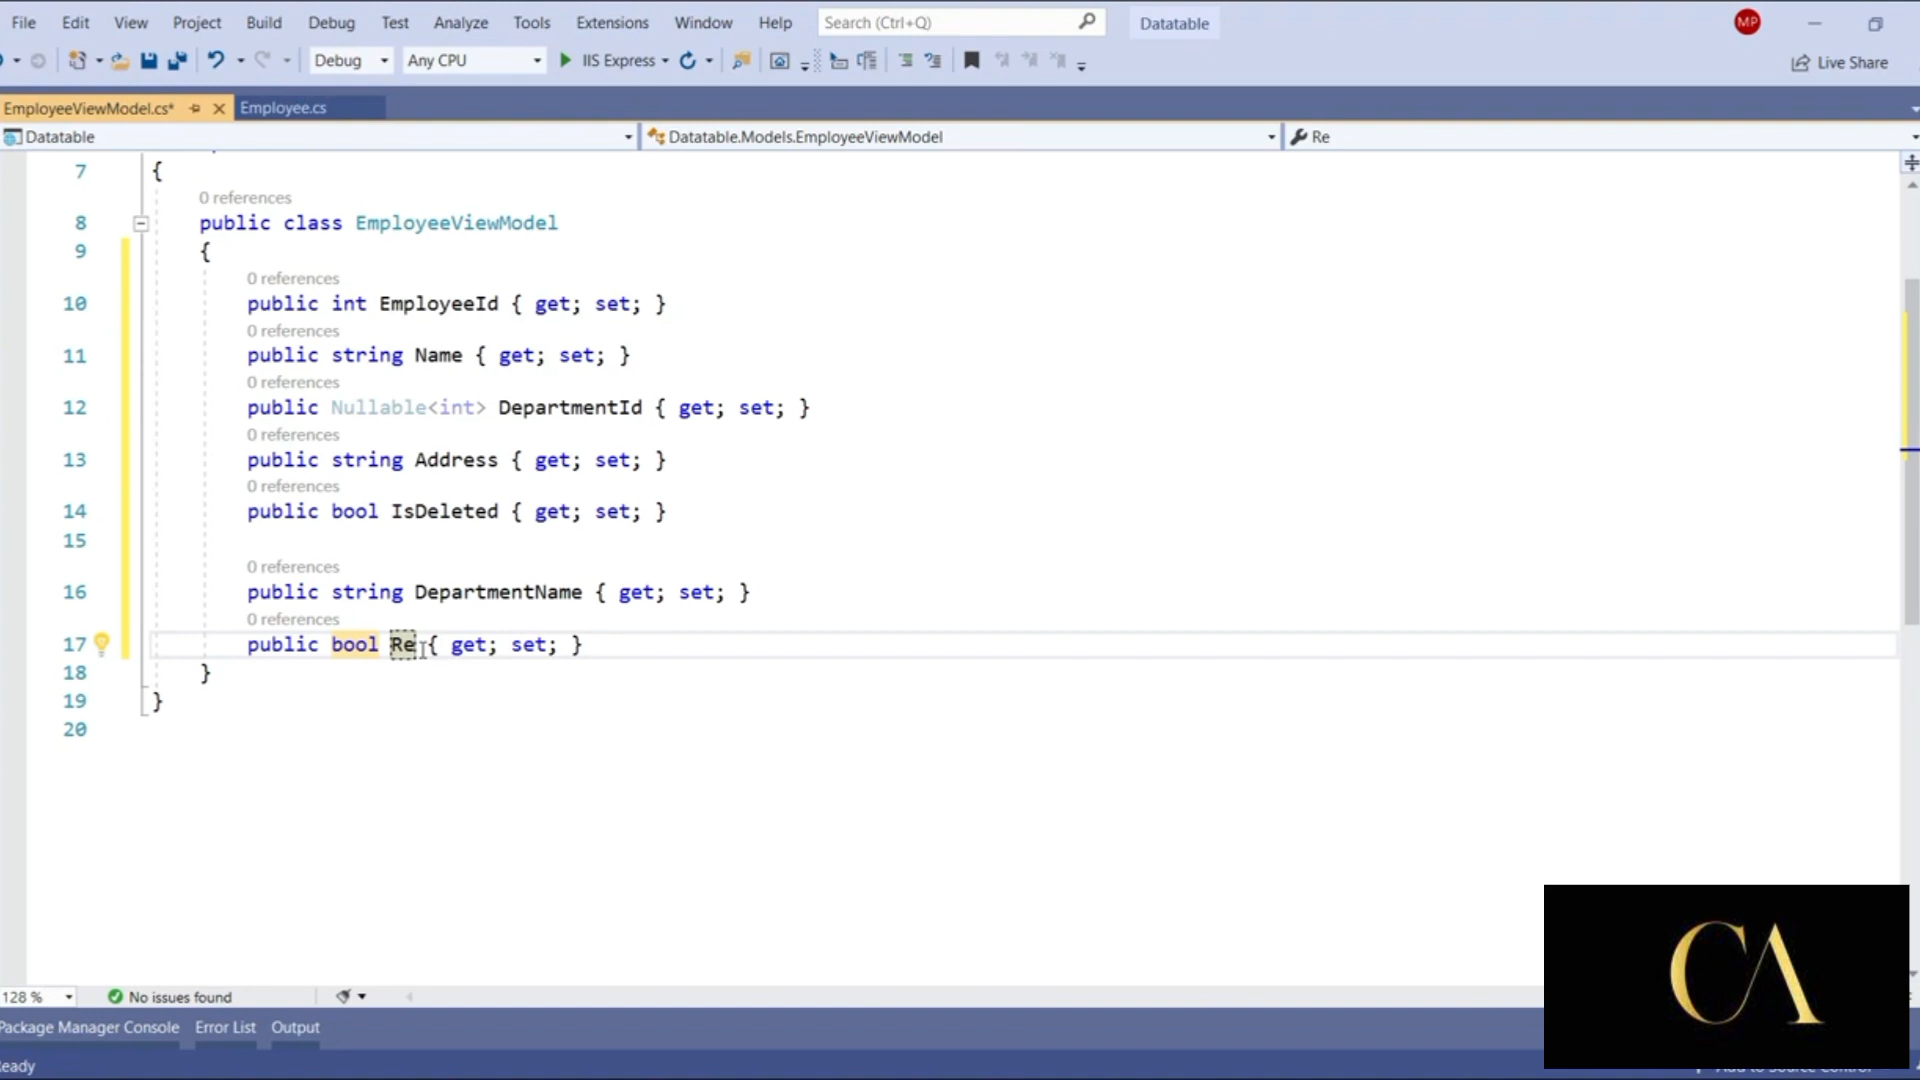 File Edit View Project Build Debug Test Analyze Tools Extensions Window Help Search (Ctrl+Q) Datatable MP
Debug Any CPU IIS Express Live Share
EmployeeViewModel.cs* Employee.cs
Datatable Datatable.Models.EmployeeViewModel Re
7 {
0 references
8 public class EmployeeViewModel
9 {
0 references
10 public int EmployeeId { get; set; }
0 references
11 public string Name { get; set; }
0 references
12 public Nullable<int> DepartmentId { get; set; }
0 references
13 public string Address { get; set; }
0 references
14 public bool IsDeleted { get; set; }
15
0 references
16 public string DepartmentName { get; set; }
0 references
17 public bool Re { get; set; }
18 }
19 }
20
128 % No issues found
Package Manager Console Error List Output
eady
CA